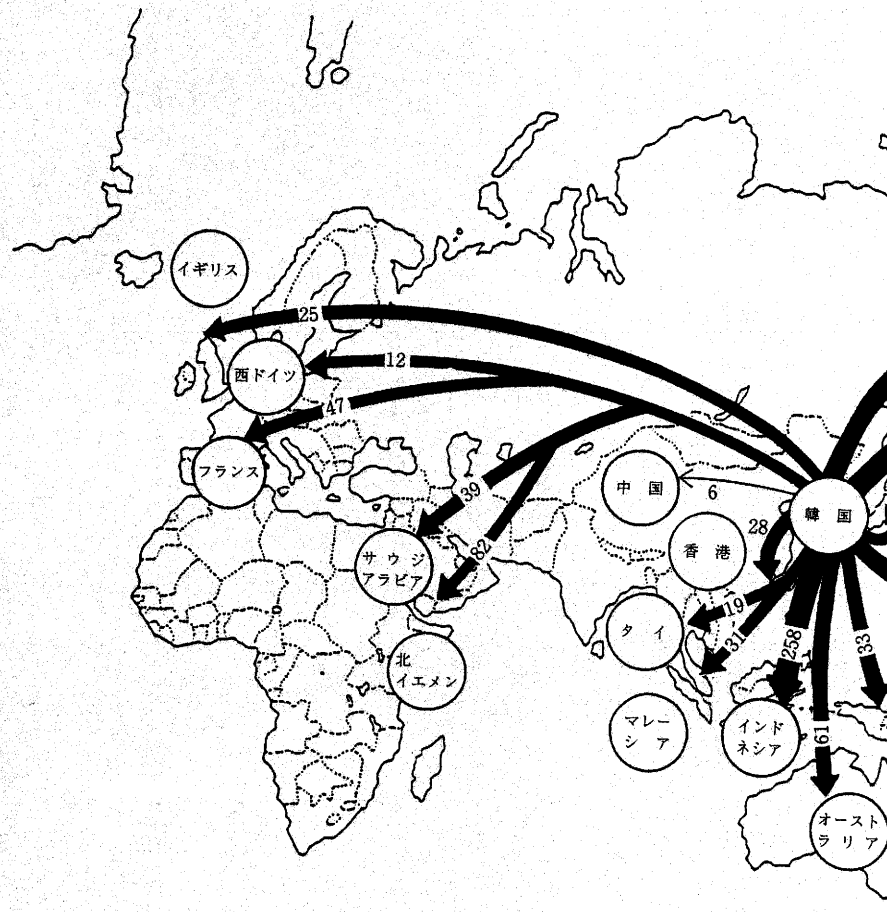 イギリス
25
西ドイツ
12
47
フランス
39
82
サウジ
アラビア
北
イエメン
中国
6
韓国
28
香港
19
タイ
31
マレー
シア
258
インド
ネシア
33
61
オースト
ラリア